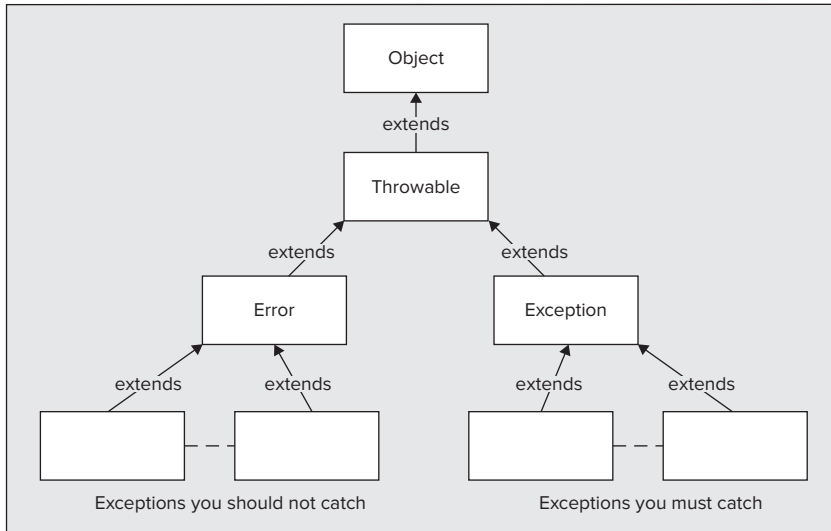 Object
extends
Throwable
extends
extends
Error
Exception
extends
extends
extends
extends
Exceptions you should not catch
Exceptions you must catch